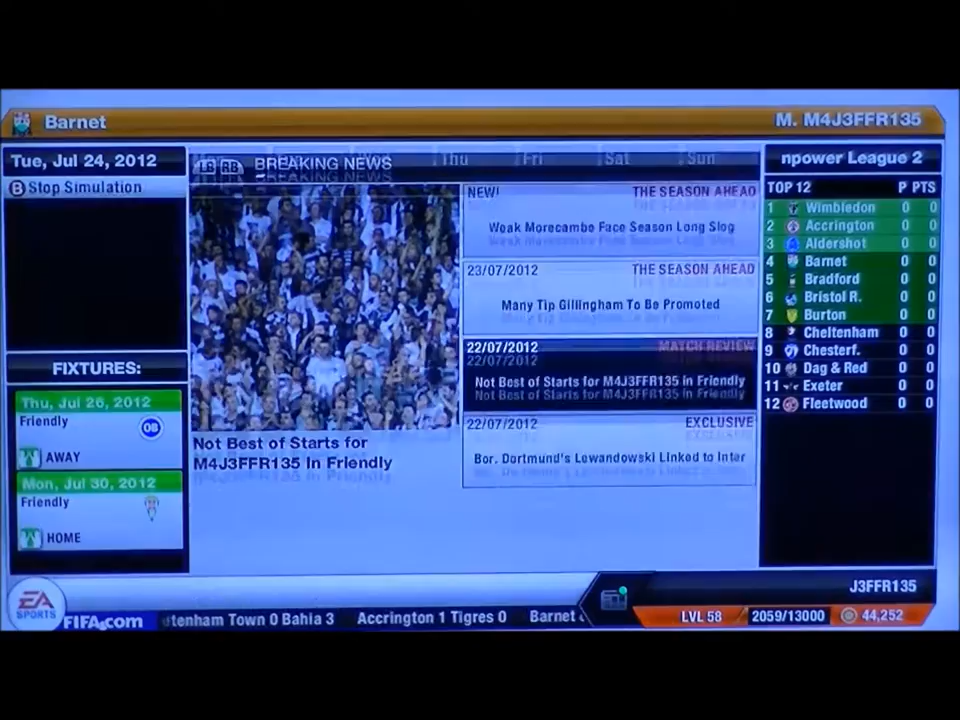 Barnet
M. M4J3FFR135
Tue, Jul 24, 2012
B Stop Simulation
LB RB BREAKING NEWS
Thu Fri Sat Sun
NEW! THE SEASON AHEAD
Weak Morecambe Face Season Long Slog
23/07/2012 THE SEASON AHEAD
Many Tip Gillingham To Be Promoted
22/07/2012 MATCH REVIEW
Not Best of Starts for M4J3FFR135 in Friendly
22/07/2012 EXCLUSIVE
Bor. Dortmund's Lewandowski Linked to Inter
Not Best of Starts for
M4J3FFR135 in Friendly
FIXTURES:
Thu, Jul 26, 2012
Friendly
OB
AWAY
Mon, Jul 30, 2012
Friendly
HOME
npower League 2
TOP 12 P PTS
1 Wimbledon 0 0
2 Accrington 0 0
3 Aldershot 0 0
4 Barnet 0 0
5 Bradford 0 0
6 Bristol R. 0 0
7 Burton 0 0
8 Cheltenham 0 0
9 Chesterf. 0 0
10 Dag & Red 0 0
11 Exeter 0 0
12 Fleetwood 0 0
J3FFR135
EA
SPORTS
FIFA.com
tenham Town 0 Bahia 3 Accrington 1 Tigres 0 Barnet
LVL 58 2059/13000 44,252